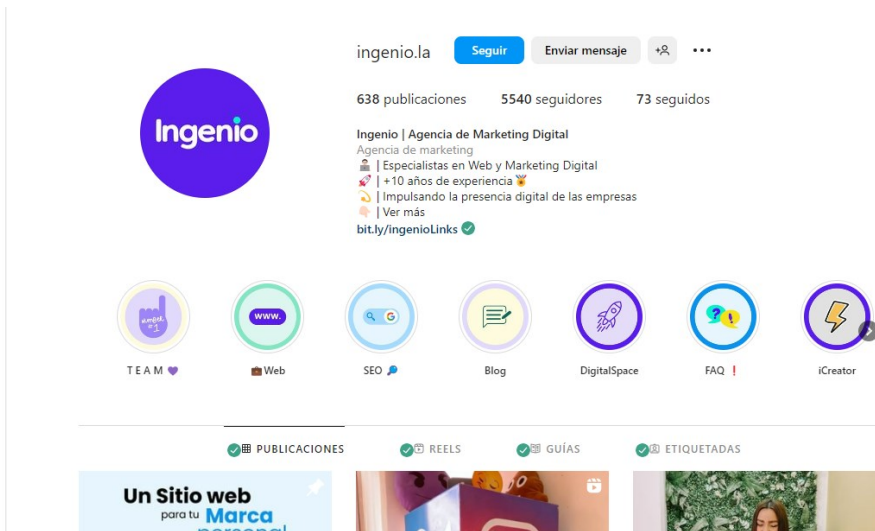 ingenio.la Seguir Enviar mensaje
638 publicaciones 5540 seguidores 73 seguidos
Ingenio
Ingenio | Agencia de Marketing Digital
Agencia de marketing
| Especialistas en Web y Marketing Digital
| +10 años de experiencia
| Impulsando la presencia digital de las empresas
| Ver más
bit.ly/ingenioLinks
www.
G
T E A M Web SEO Blog DigitalSpace FAQ iCreator
PUBLICACIONES REELS GUÍAS ETIQUETADAS
Un Sitio web
para tu Marca
personal